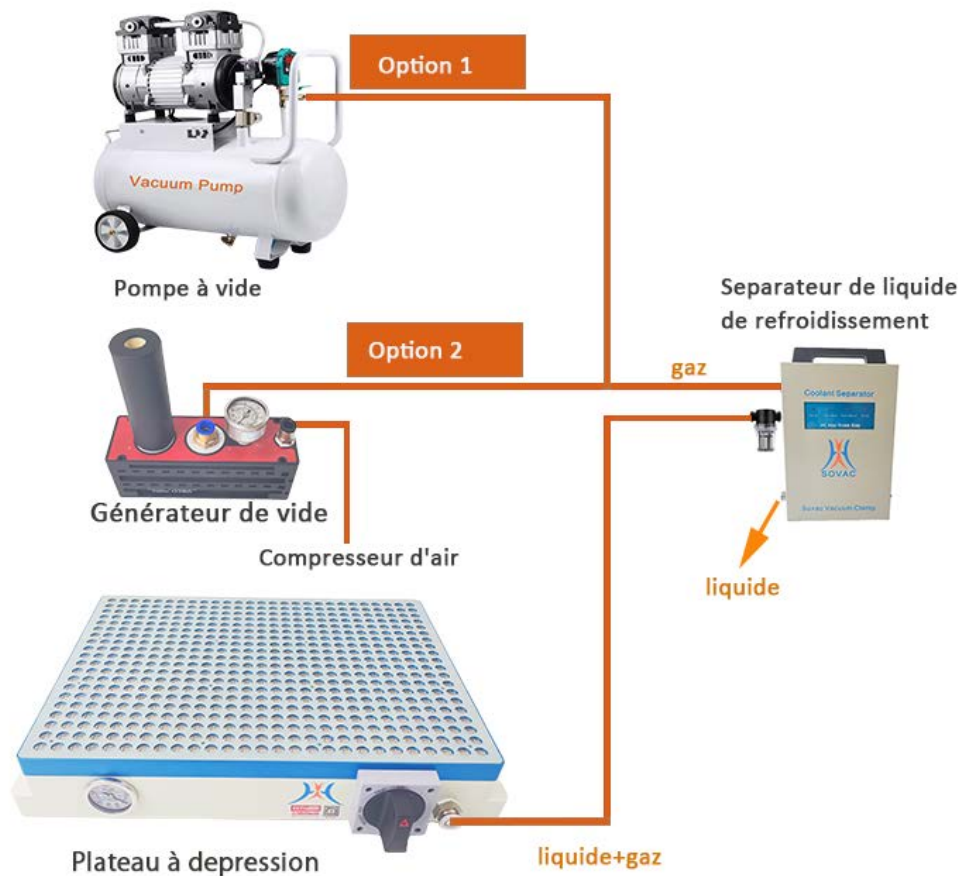 Option 1
Vacuum Pump
Pompe à vide
Separateur de liquide
de refroidissement
Option 2
gaz
Coolant Separator
SOVAC
Sovac Vacuum Clamp
Générateur de vide
Compresseur d'air
liquide
Plateau à depression
liquide+gaz